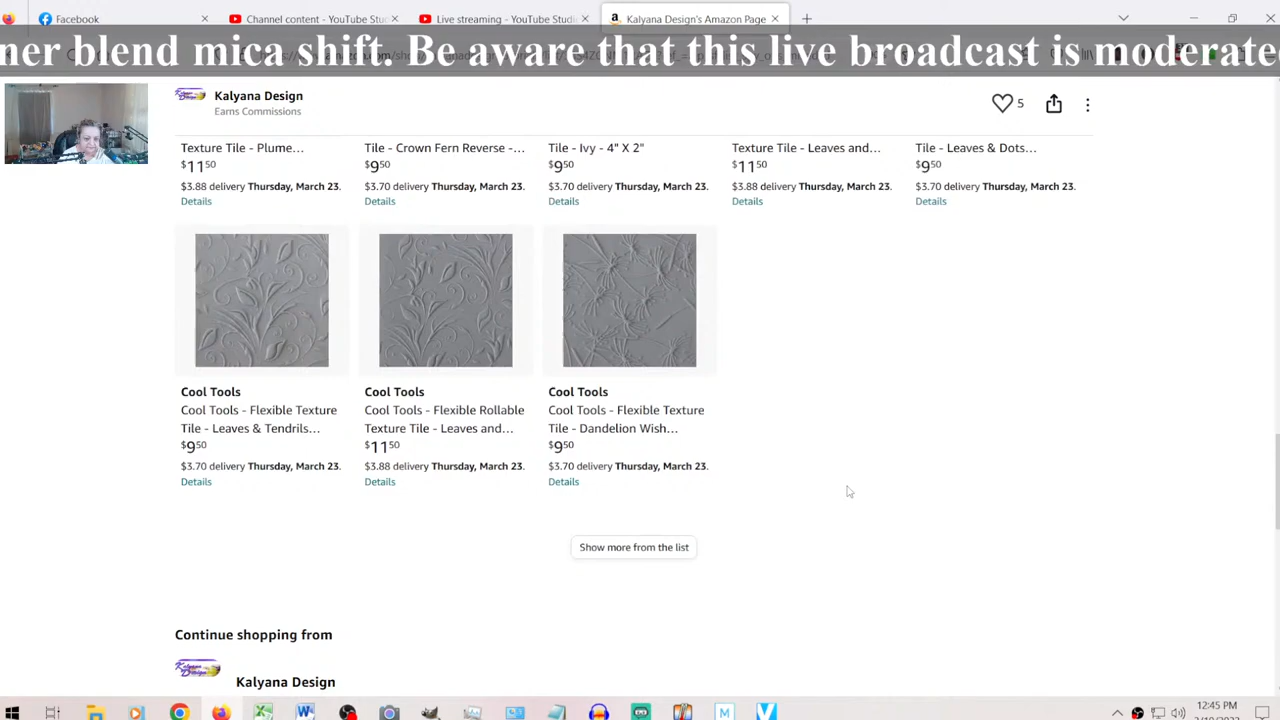 Facebook
Channel content - YouTube Stu
Live streaming - YouTube Studi
Kalyana Design's Amazon Page
ner blend mica shift. Be aware that this live broadcast is moderate
Kalyana Design
Earns Commissions
5
Texture Tile - Plume…
$11.50
$3.88 delivery Thursday, March 23.
Details
Tile - Crown Fern Reverse -…
$9.50
$3.70 delivery Thursday, March 23.
Details
Tile - Ivy - 4" X 2"
$9.50
$3.70 delivery Thursday, March 23.
Details
Texture Tile - Leaves and…
$11.50
$3.88 delivery Thursday, March 23.
Details
Tile - Leaves & Dots…
$9.50
$3.70 delivery Thursday, March 23.
Details
Cool Tools
Cool Tools - Flexible Texture
Tile - Leaves & Tendrils…
$9.50
$3.70 delivery Thursday, March 23.
Details
Cool Tools
Cool Tools - Flexible Rollable
Texture Tile - Leaves and…
$11.50
$3.88 delivery Thursday, March 23.
Details
Cool Tools
Cool Tools - Flexible Texture
Tile - Dandelion Wish…
$9.50
$3.70 delivery Thursday, March 23.
Details
Show more from the list
Continue shopping from
Kalyana Design
Kalyana Design
12:45 PM